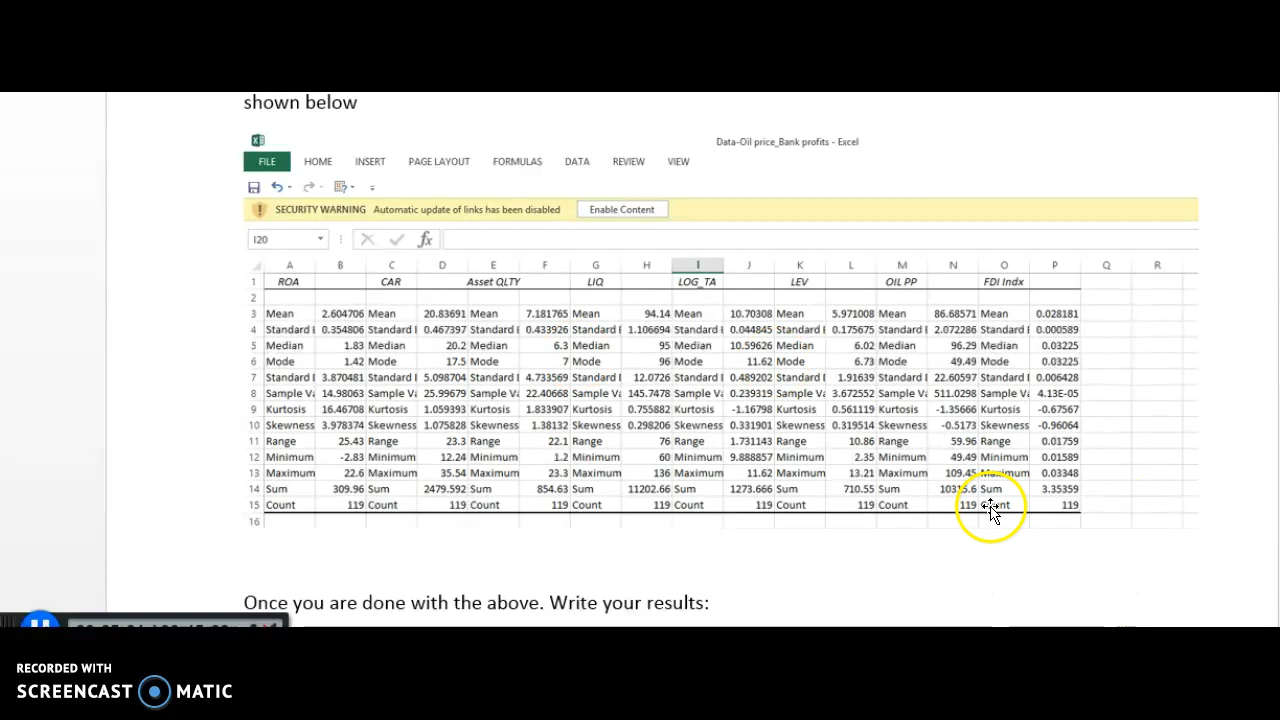 shown below
Data-Oil price_Bank profits - Excel
FILE HOME INSERT PAGE LAYOUT FORMULAS DATA REVIEW VIEW
SECURITY WARNING Automatic update of links has been disabled Enable Content
I20 fx
A B C D E F G H I J K L M N O P Q R
1 ROA CAR Asset QLTY LIQ LOG_TA LEV OIL PP FDI Indx
2
3 Mean 2.604706 Mean 20.83691 Mean 7.181765 Mean 94.14 Mean 10.70308 Mean 5.971008 Mean 86.68571 Mean 0.028181
4 Standard E 0.354806 Standard E 0.467397 Standard E 0.433926 Standard E 1.106694 Standard E 0.044845 Standard E 0.175675 Standard E 2.072286 Standard E 0.000589
5 Median 1.83 Median 20.2 Median 6.3 Median 95 Median 10.59626 Median 6.02 Median 96.29 Median 0.03225
6 Mode 1.42 Mode 17.5 Mode 7 Mode 96 Mode 11.62 Mode 6.73 Mode 49.49 Mode 0.03225
7 Standard D 3.870481 Standard D 5.098704 Standard D 4.733569 Standard D 12.0726 Standard D 0.489202 Standard D 1.91639 Standard D 22.60597 Standard D 0.006428
8 Sample Va 14.98063 Sample Va 25.99679 Sample Va 22.40668 Sample Va 145.7478 Sample Va 0.239319 Sample Va 3.672552 Sample Va 511.0298 Sample Va 4.13E-05
9 Kurtosis 16.46708 Kurtosis 1.059393 Kurtosis 1.833907 Kurtosis 0.755882 Kurtosis -1.16798 Kurtosis 0.561119 Kurtosis -1.35666 Kurtosis -0.67567
10 Skewness 3.978374 Skewness 1.075828 Skewness 1.38132 Skewness 0.298206 Skewness 0.331901 Skewness 0.319514 Skewness -0.5173 Skewness -0.96064
11 Range 25.43 Range 23.3 Range 22.1 Range 76 Range 1.731143 Range 10.86 Range 59.96 Range 0.01759
12 Minimum -2.83 Minimum 12.24 Minimum 1.2 Minimum 60 Minimum 9.888857 Minimum 2.35 Minimum 49.49 Minimum 0.01589
13 Maximum 22.6 Maximum 35.54 Maximum 23.3 Maximum 136 Maximum 11.62 Maximum 13.21 Maximum 109.45 Maximum 0.03348
14 Sum 309.96 Sum 2479.592 Sum 854.63 Sum 11202.66 Sum 1273.666 Sum 710.55 Sum 10315.6 Sum 3.35359
15 Count 119 Count 119 Count 119 Count 119 Count 119 Count 119 Count 119 Count 119
16
Once you are done with the above. Write your results:
RECORDED WITH
SCREENCAST MATIC